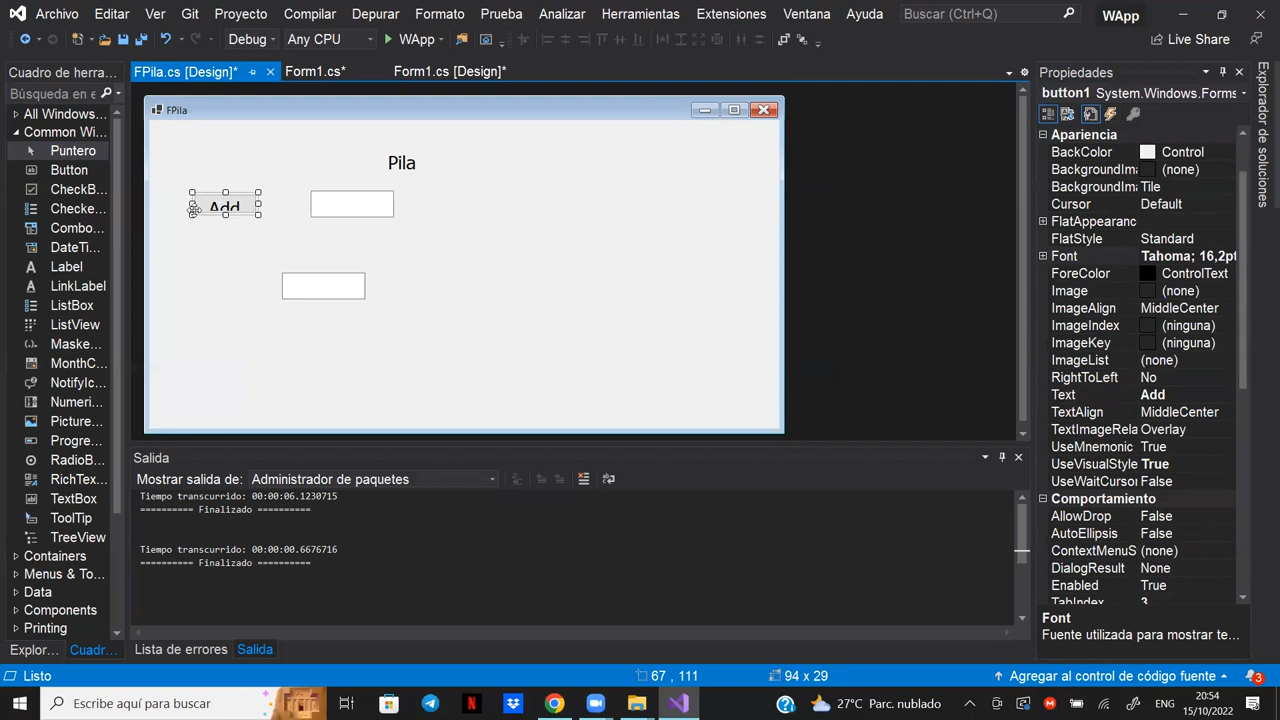 Archivo Editar Ver Git Proyecto Compilar Depurar Formato Prueba Analizar Herramientas Extensiones Ventana Ayuda Buscar (Ctrl+Q) WApp
Debug Any CPU WApp Live Share
Cuadro de herra... FPila.cs [Design]* Form1.cs* Form1.cs [Design]* Propiedades
Búsqueda en e button1 System.Windows.Forms
All Windows...
Common Wi...
Puntero
Button
CheckB...
Checke...
Combo...
DateTi...
Label
LinkLabel
ListBox
ListView
Maske...
MonthC...
NotifyIc...
Numeri...
Picture...
Progre...
RadioB...
RichTex...
TextBox
ToolTip
TreeView
Containers
Menus & To...
Data
Components
Printing
Explor... Cuadr...
FPila
Pila
Add
Salida
Mostrar salida de: Administrador de paquetes
Tiempo transcurrido: 00:00:06.1230715
========== Finalizado ==========
Tiempo transcurrido: 00:00:00.6676716
========== Finalizado ==========
Lista de errores Salida
Apariencia
BackColor Control
BackgroundIma (none)
BackgroundIma Tile
Cursor Default
FlatAppearanc
FlatStyle Standard
Font Tahoma; 16,2pt
ForeColor ControlText
Image (none)
ImageAlign MiddleCenter
ImageIndex (ninguna)
ImageKey (ninguna)
ImageList (none)
RightToLeft No
Text Add
TextAlign MiddleCenter
TextImageRela Overlay
UseMnemonic True
UseVisualStyle True
UseWaitCursor False
Comportamiento
AllowDrop False
AutoEllipsis False
ContextMenuS (none)
DialogResult None
Enabled True
TabIndex 3
Font
Fuente utilizada para mostrar te...
Explorador de soluciones
Listo 67 , 111 94 x 29 Agregar al control de código fuente 3
Escribe aquí para buscar 27°C Parc. nublado ENG 20:54
15/10/2022